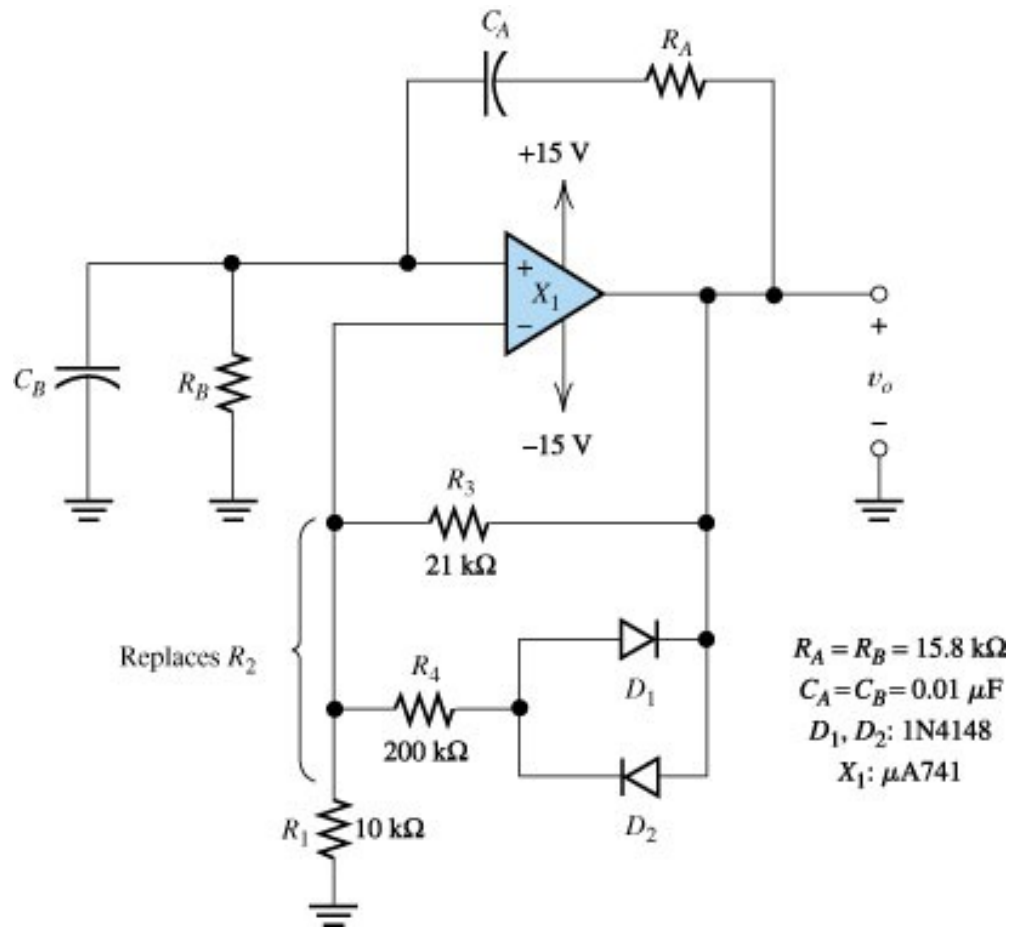 C_A
R_A
+15 V
+
X_1
−
C_B
R_B
−15 V
+
v_o
−
R_3
21 kΩ
Replaces R_2
R_4
200 kΩ
D_1
D_2
R_1
10 kΩ
R_A = R_B = 15.8 kΩ
C_A = C_B = 0.01 μF
D_1, D_2: 1N4148
X_1: μA741